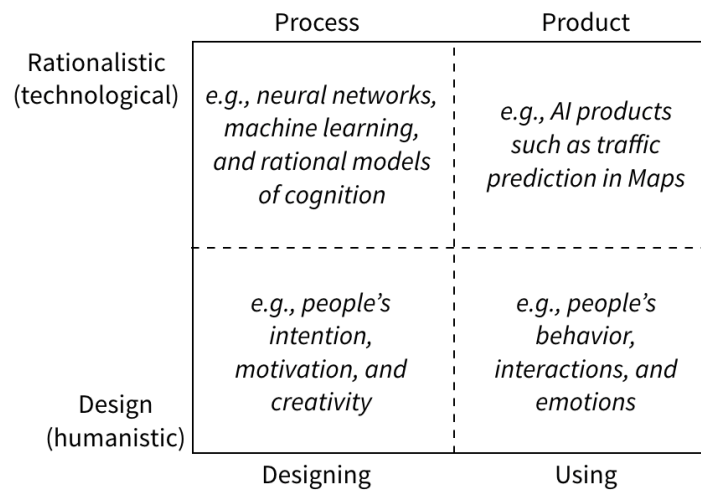 Process
Product
Rationalistic
(technological)
e.g., neural networks,
machine learning,
and rational models
of cognition
e.g., AI products
such as traffic
prediction in Maps
e.g., people’s
intention,
motivation, and
creativity
e.g., people’s
behavior,
interactions, and
emotions
Design
(humanistic)
Designing
Using